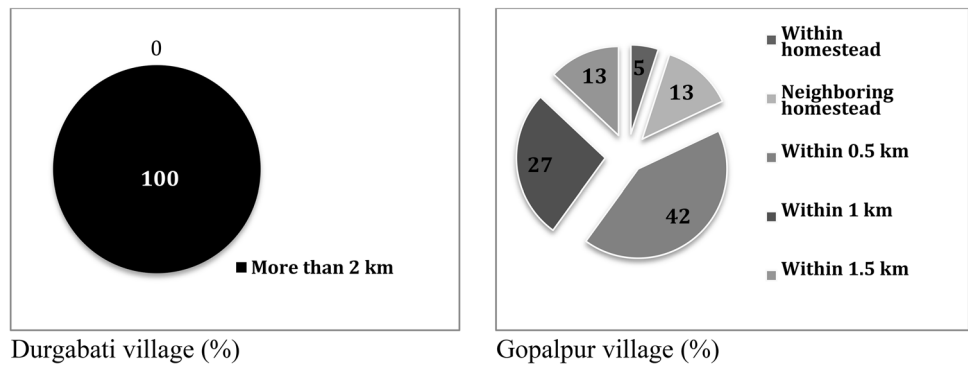 0
100
More than 2 km
Durgabati village (%)
5
13
13
27
42
Within
homestead
Neighboring
homestead
Within 0.5 km
Within 1 km
Within 1.5 km
Gopalpur village (%)